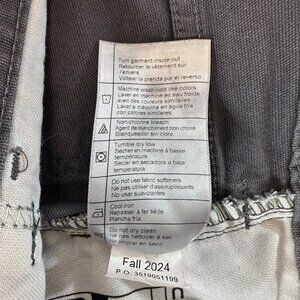 Turn garment inside out
Retourner le vêtement sur
l'envers
Voltear la prenda por el reverso
Machine wash cold like colors
Laver en machine en eau froide
avec des couleurs similaires
Lavar a máquina en agua fría
con colores similares
Non-chlorine bleach
Agent de blanchiment non chloré
Blanqueador sin cloro
Tumble dry low
Sécher en machine à basse
température
Secar en secadora a baja
temperatura
Do not use fabric softeners
Ne pas utiliser d'assouplissants
No usar suavizantes
Cool iron
Repasser à fer tiède
Plancha fría
Do not dry clean
Ne pas nettoyer à sec
en seco
Fall 2024
P.O. 3510051199